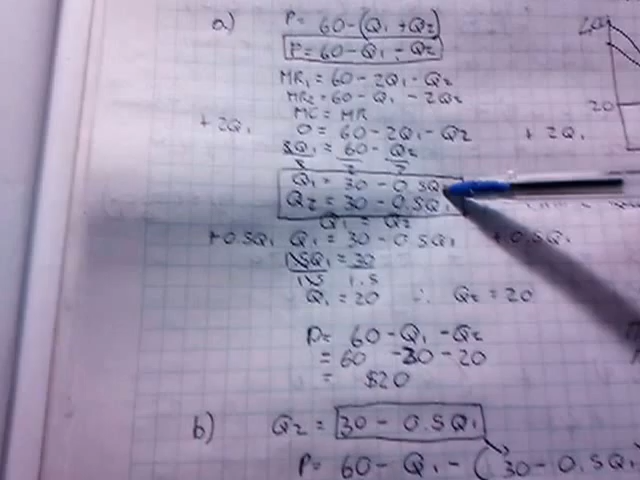 a) P = 60 - (Q₁ + Q₂)
P = 60 - Q₁ - Q₂
MR₁ = 60 - 2Q₁ - Q₂
MR₂ = 60 - Q₁ - 2Q₂
MC = MR
+ 2Q₁ 0 = 60 - 2Q₁ - Q₂ + 2Q₁
2Q₁ = 60 - Q₂
2 2 2
Q₁ = 30 - 0.5Q₂
Q₂ = 30 - 0.5Q₁
Q₁ = Q₂
+0.5Q₁ Q₁ = 30 - 0.5Q₁ + 0.5Q₁
1.5Q₁ = 30
1.5 1.5
Q₁ = 20 ∴ Q₂ = 20
P = 60 - Q₁ - Q₂
= 60 - 20 - 20
= $20
b) Q₂ = 30 - 0.5Q₁
P = 60 - Q₁ - (30 - 0.5Q₁)
20